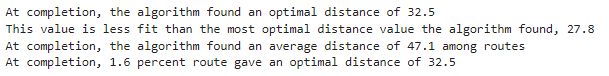 At completion, the algorithm found an optimal distance of 32.5
This value is less fit than the most optimal distance value the algorithm found, 27.8
At completion, the algorithm found an average distance of 47.1 among routes
At completion, 1.6 percent route gave an optimal distance of 32.5